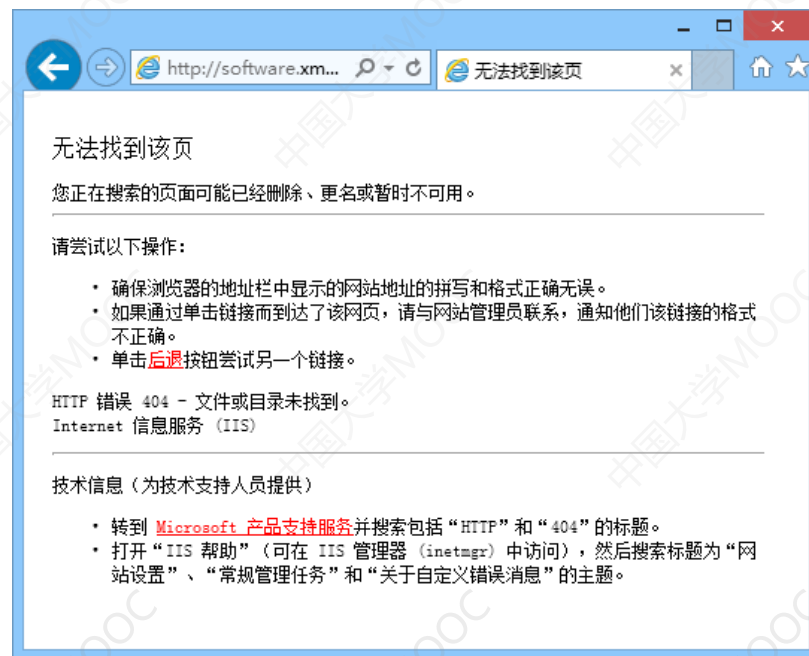 http://software.xm...
无法找到该页
无法找到该页
您正在搜索的页面可能已经删除、更名或暂时不可用。
请尝试以下操作:
• 确保浏览器的地址栏中显示的网站地址的拼写和格式正确无误。
• 如果通过单击链接而到达了该网页，请与网站管理员联系，通知他们该链接的格式
不正确。
• 单击后退按钮尝试另一个链接。
HTTP 错误 404 - 文件或目录未找到。
Internet 信息服务 (IIS)
技术信息（为技术支持人员提供）
• 转到 Microsoft 产品支持服务并搜索包括“HTTP”和“404”的标题。
• 打开“IIS 帮助”（可在 IIS 管理器 (inetmgr) 中访问），然后搜索标题为“网
站设置”、“常规管理任务”和“关于自定义错误消息”的主题。
中国大学MOOC